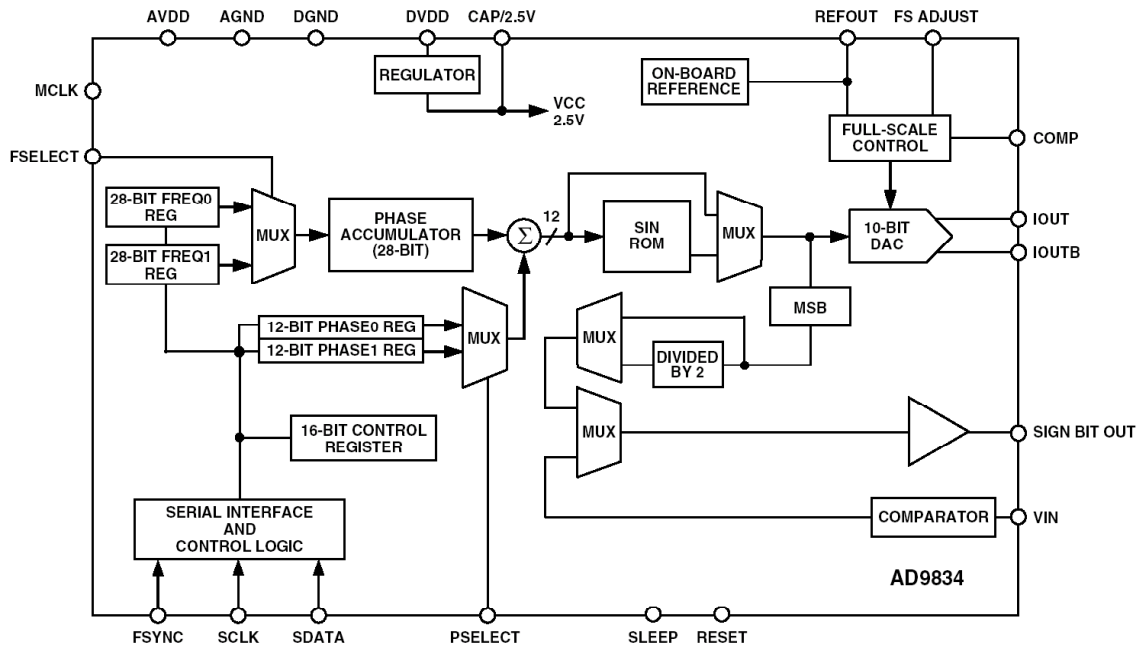 AVDD
AGND
DGND
DVDD
CAP/2.5V
REFOUT
FS ADJUST
MCLK
REGULATOR
VCC
2.5V
ON-BOARD
REFERENCE
FULL-SCALE
CONTROL
COMP
FSELECT
28-BIT FREQ0
REG
28-BIT FREQ1
REG
MUX
PHASE
ACCUMULATOR
(28-BIT)
Σ
12
SIN
ROM
MUX
10-BIT
DAC
IOUT
IOUTB
MSB
12-BIT PHASE0 REG
12-BIT PHASE1 REG
MUX
MUX
DIVIDED
BY 2
16-BIT CONTROL
REGISTER
MUX
SIGN BIT OUT
SERIAL INTERFACE
AND
CONTROL LOGIC
COMPARATOR
VIN
AD9834
FSYNC
SCLK
SDATA
PSELECT
SLEEP
RESET